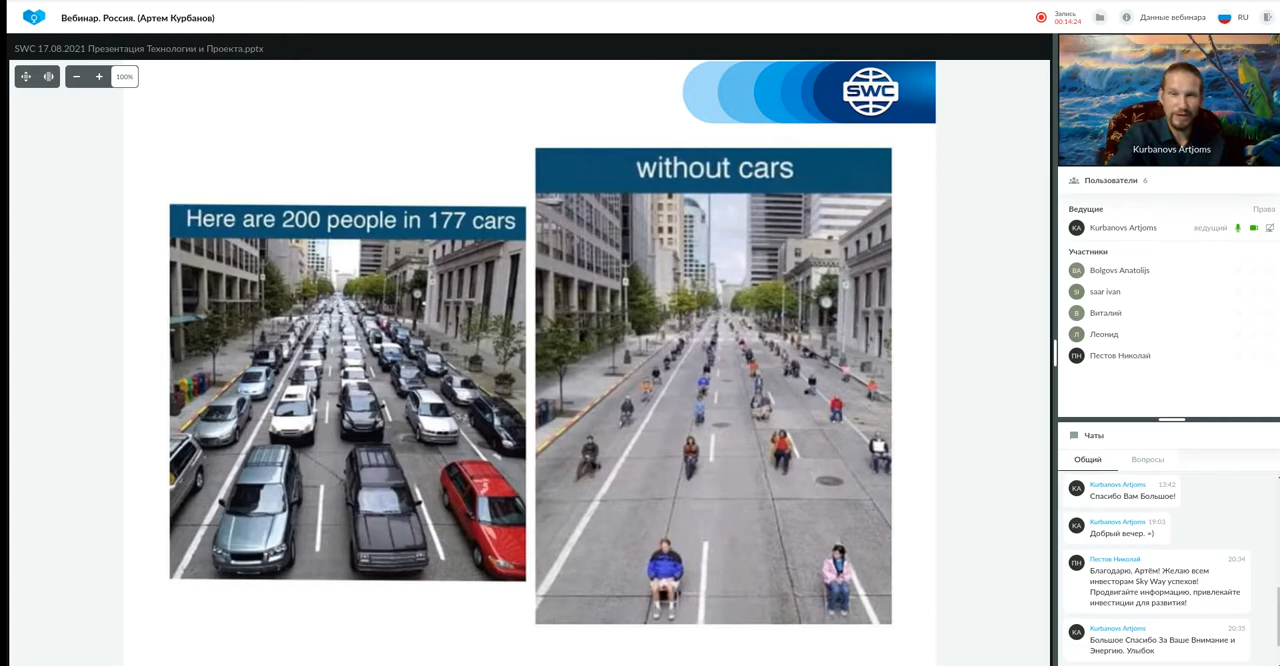 Вебинар. Россия. (Артем Курбанов)
Запись
00:14:24
Данные вебинара
RU
SWC 17.08.2021 Презентация Технологии и Проекта.pptx
100%
SWC
Here are 200 people in 177 cars
without cars
Kurbanovs Artjoms
Пользователи 6
Ведущие Права
KA Kurbanovs Artjoms ведущий
Участники
BA Bolgovs Anatolijs
SI saar ivan
В Виталий
Л Леонид
ПН Пестов Николай
Чаты
Общий Вопросы
KA Kurbanovs Artjoms 13:42
Спасибо Вам Большое!
KA Kurbanovs Artjoms 19:03
Добрый вечер. =)
ПН Пестов Николай 20:34
Благодарю, Артём! Желаю всем
инвесторам Sky Way успехов!
Продвигайте информацию, привлекайте
инвестиции для развития!
KA Kurbanovs Artjoms 20:35
Большое Спасибо За Ваше Внимание и
Энергию. Улыбок